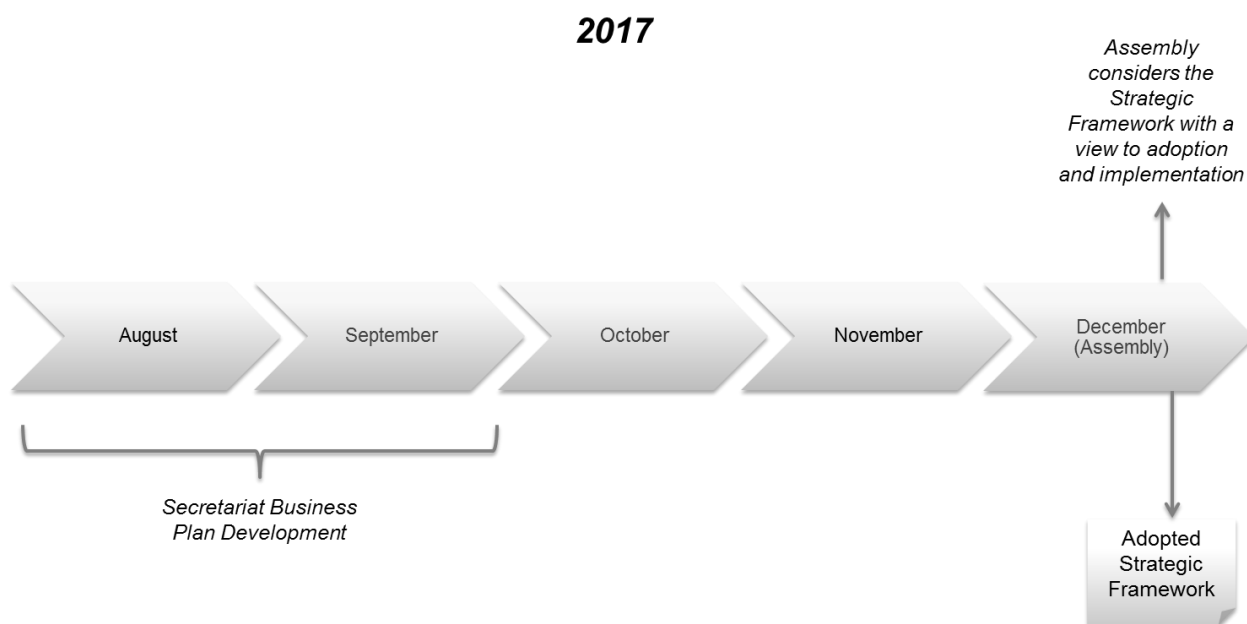 2017
Assembly
considers the
Strategic
Framework with a
view to adoption
and implementation
August
September
October
November
December
(Assembly)
Secretariat Business
Plan Development
Adopted
Strategic
Framework